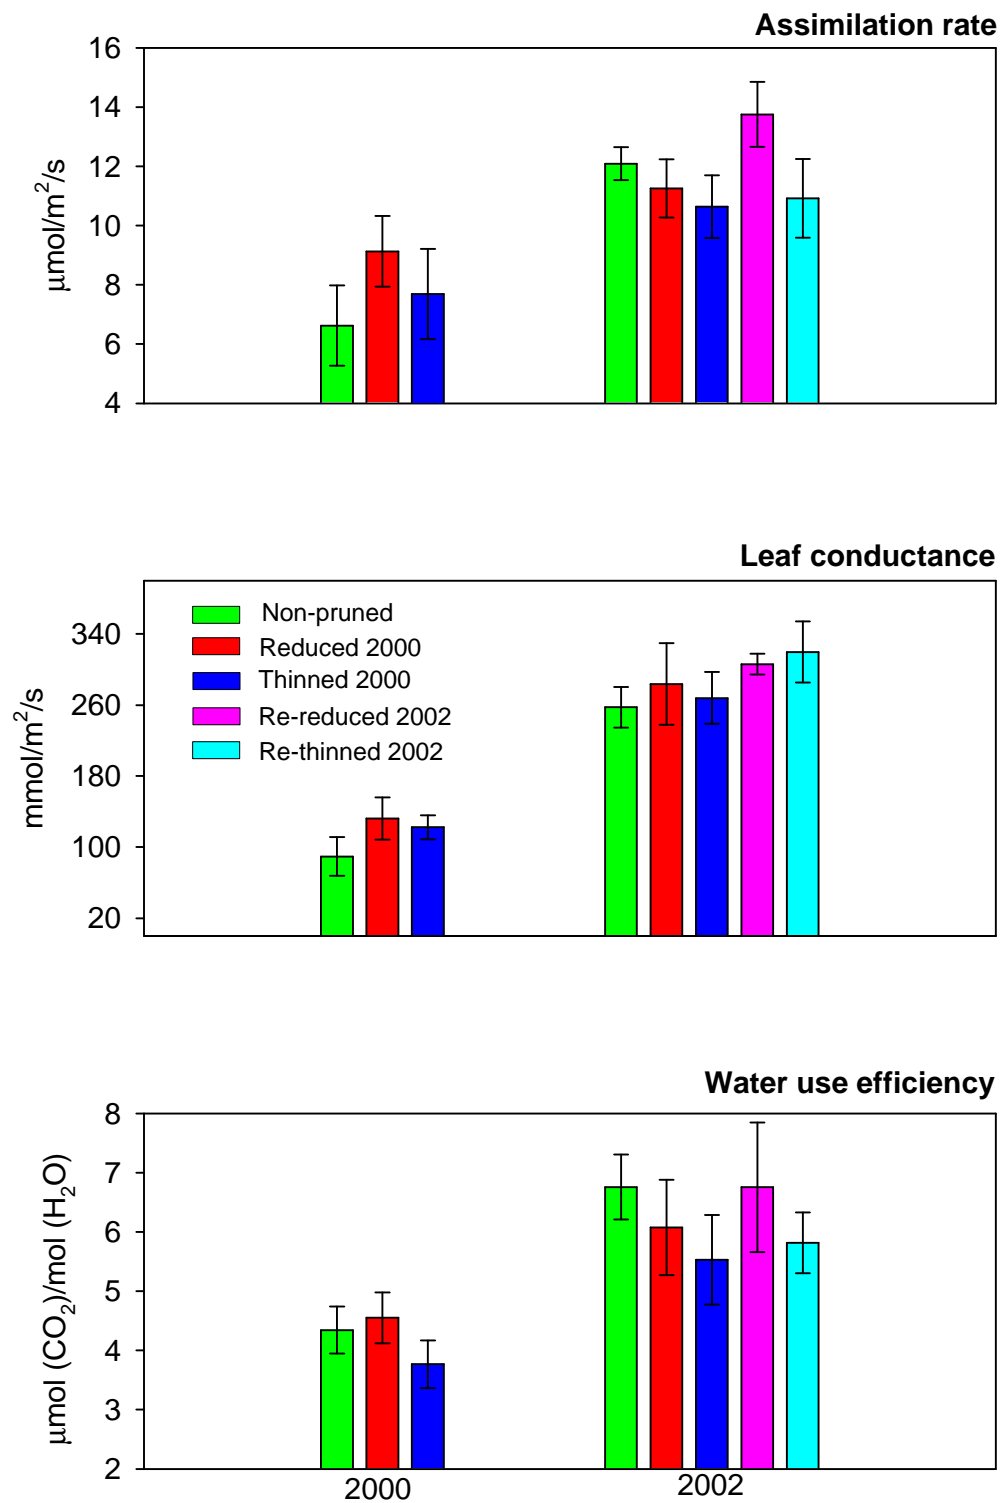 Assimilation rate
16
14
12
10
8
6
4
µmol/m²/s
Leaf conductance
340
260
180
100
20
mmol/m²/s
Non-pruned
Reduced 2000
Thinned 2000
Re-reduced 2002
Re-thinned 2002
Water use efficiency
8
7
6
5
4
3
2
µmol (CO₂)/mol (H₂O)
2000
2002